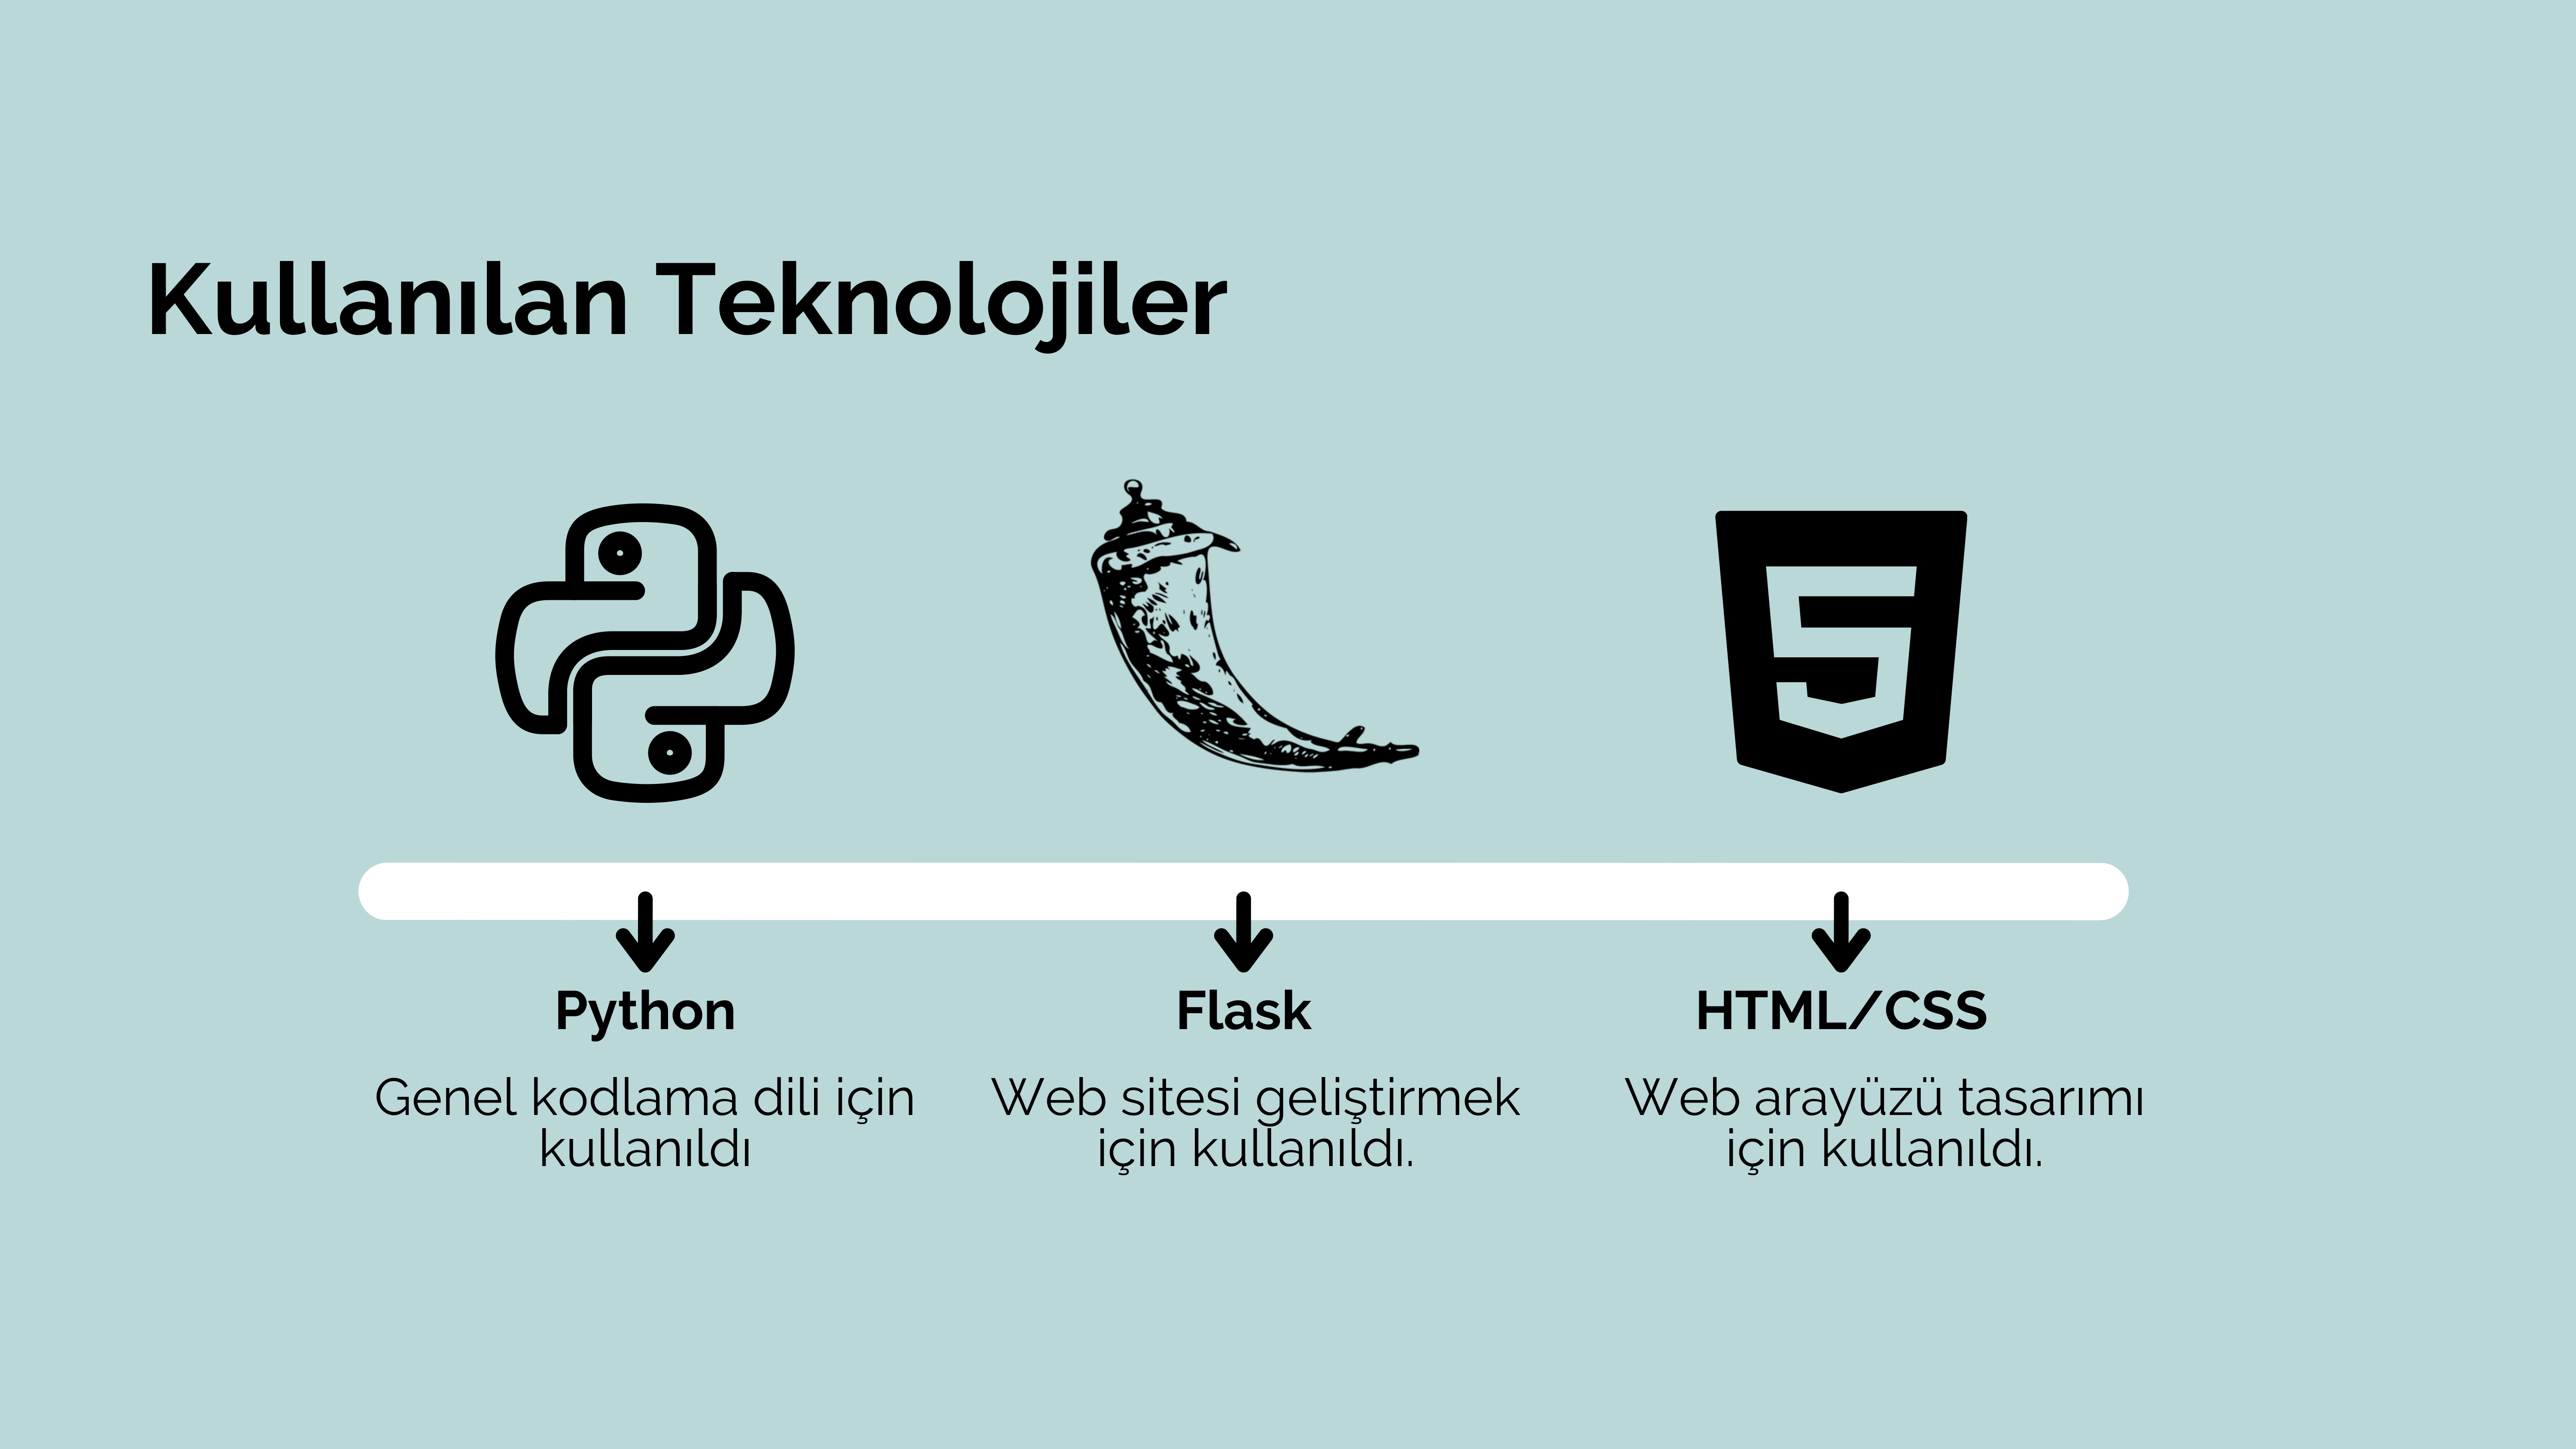 Kullanılan Teknolojiler
Python
Genel kodlama dili için
kullanıldı
Flask
Web sitesi geliştirmek
için kullanıldı.
HTML/CSS
Web arayüzü tasarımı
için kullanıldı.